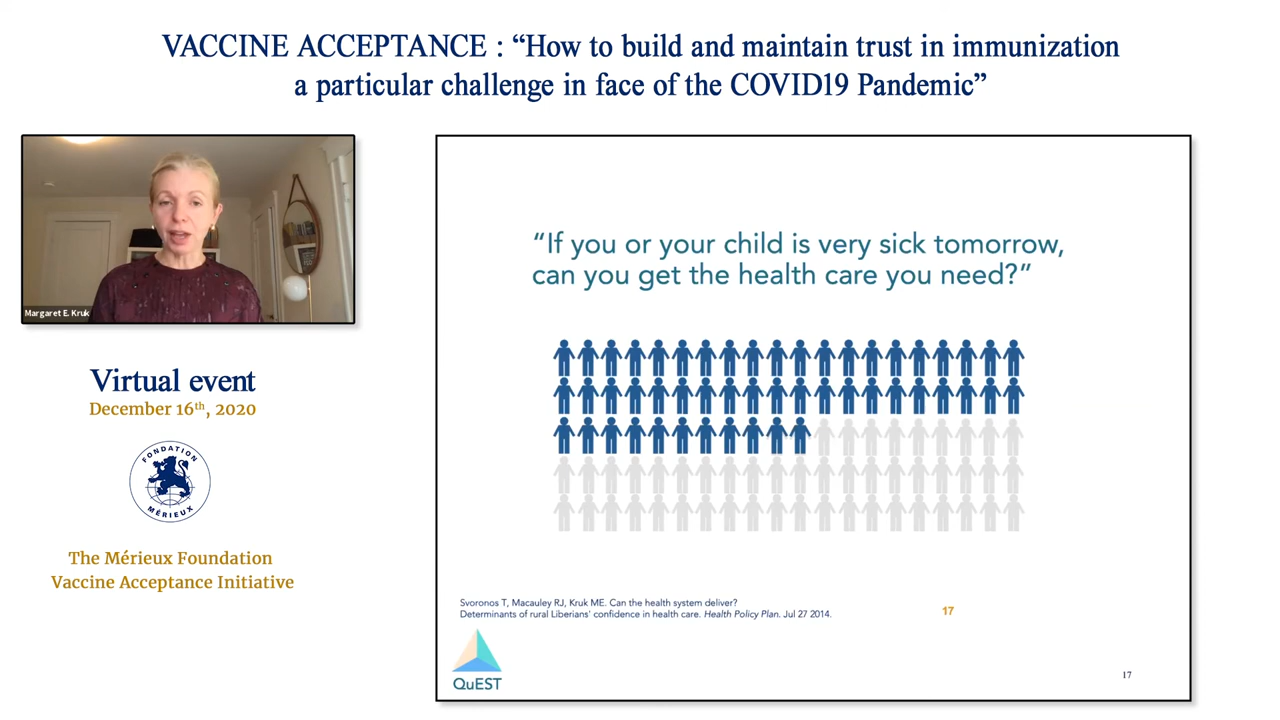 VACCINE ACCEPTANCE : “How to build and maintain trust in immunization
a particular challenge in face of the COVID19 Pandemic”
Margaret E. Kruk
Virtual event
December 16th, 2020
FONDATION
MÉRIEUX
The Mérieux Foundation
Vaccine Acceptance Initiative
“If you or your child is very sick tomorrow,
can you get the health care you need?”
Svoronos T, Macauley RJ, Kruk ME. Can the health system deliver?
Determinants of rural Liberians’ confidence in health care. Health Policy Plan. Jul 27 2014.
17
QuEST
17